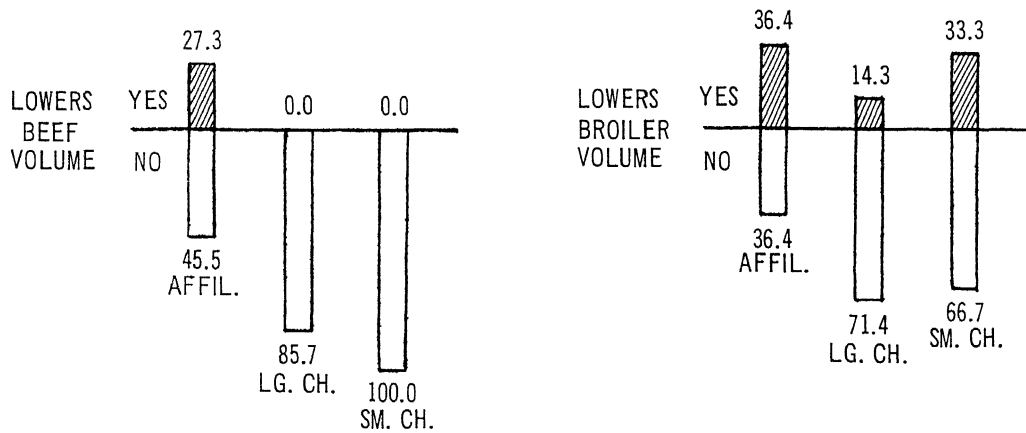 27.3
0.0
0.0
LOWERS YES
BEEF
VOLUME NO
45.5
AFFIL.
85.7
LG. CH.
100.0
SM. CH.
36.4
14.3
33.3
LOWERS YES
BROILER
VOLUME NO
36.4
AFFIL.
71.4
LG. CH.
66.7
SM. CH.